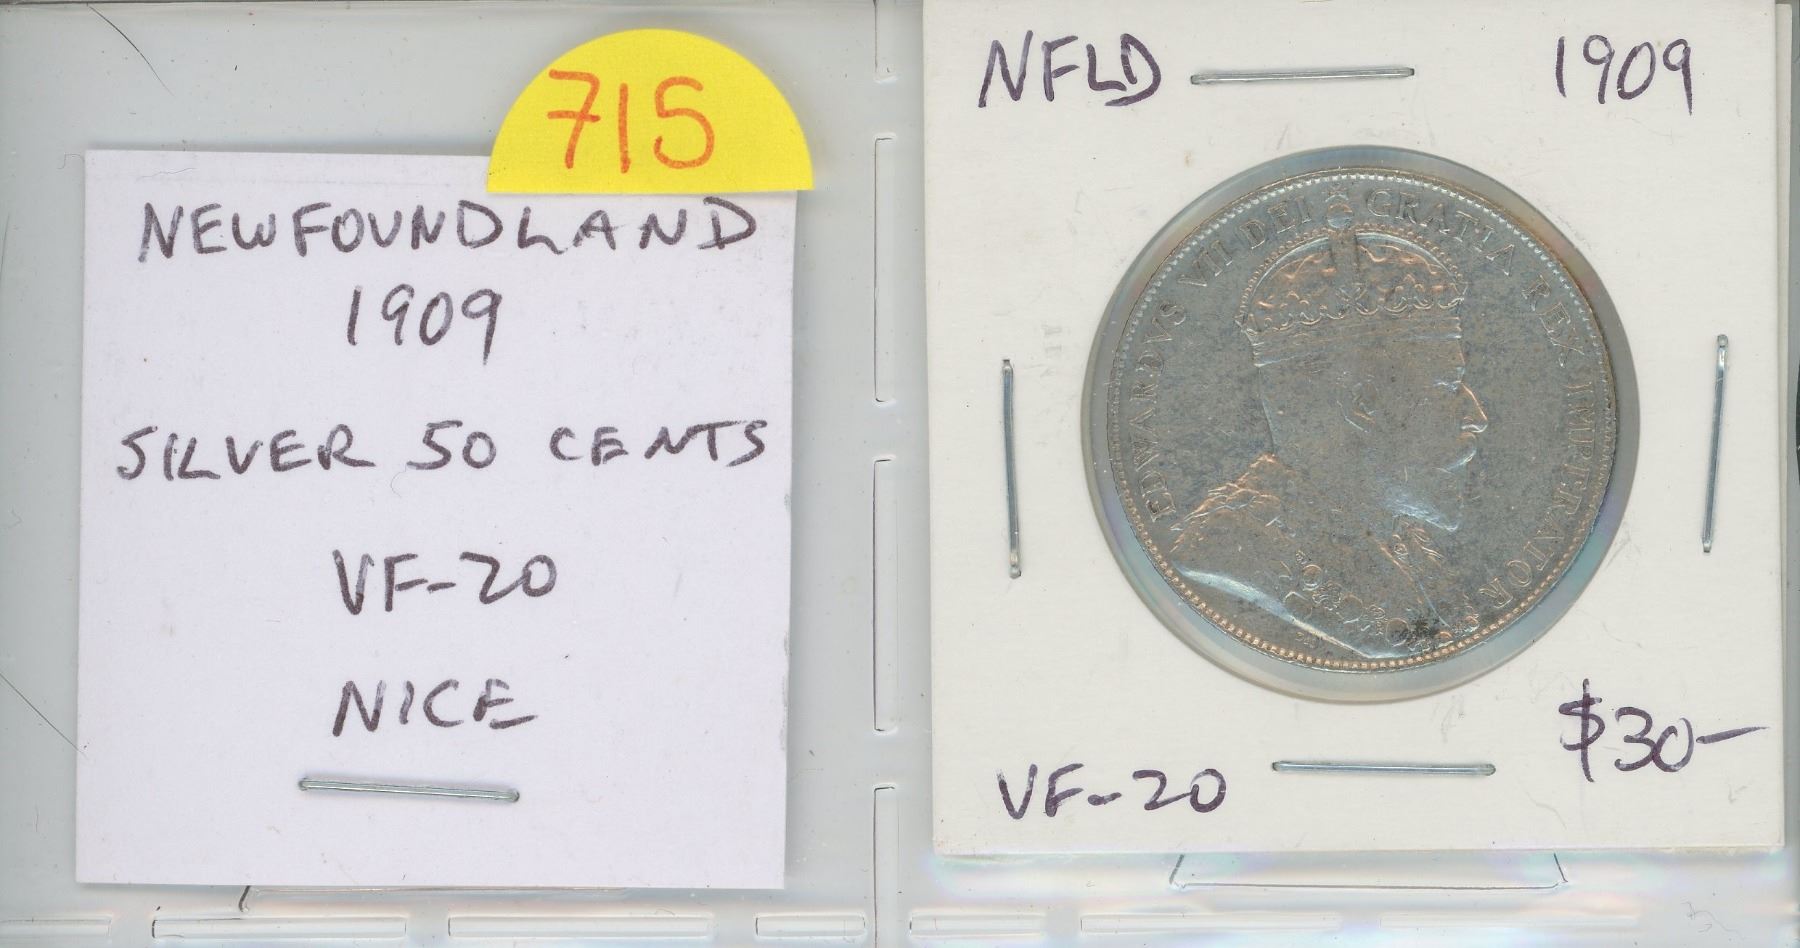 715
NEWFOUNDLAND
1909
SILVER 50 CENTS
VF-20
NICE
NFLD 1909
EDWARDVS VII DEI GRATIA REX IMPERATOR
$30-
VF-20